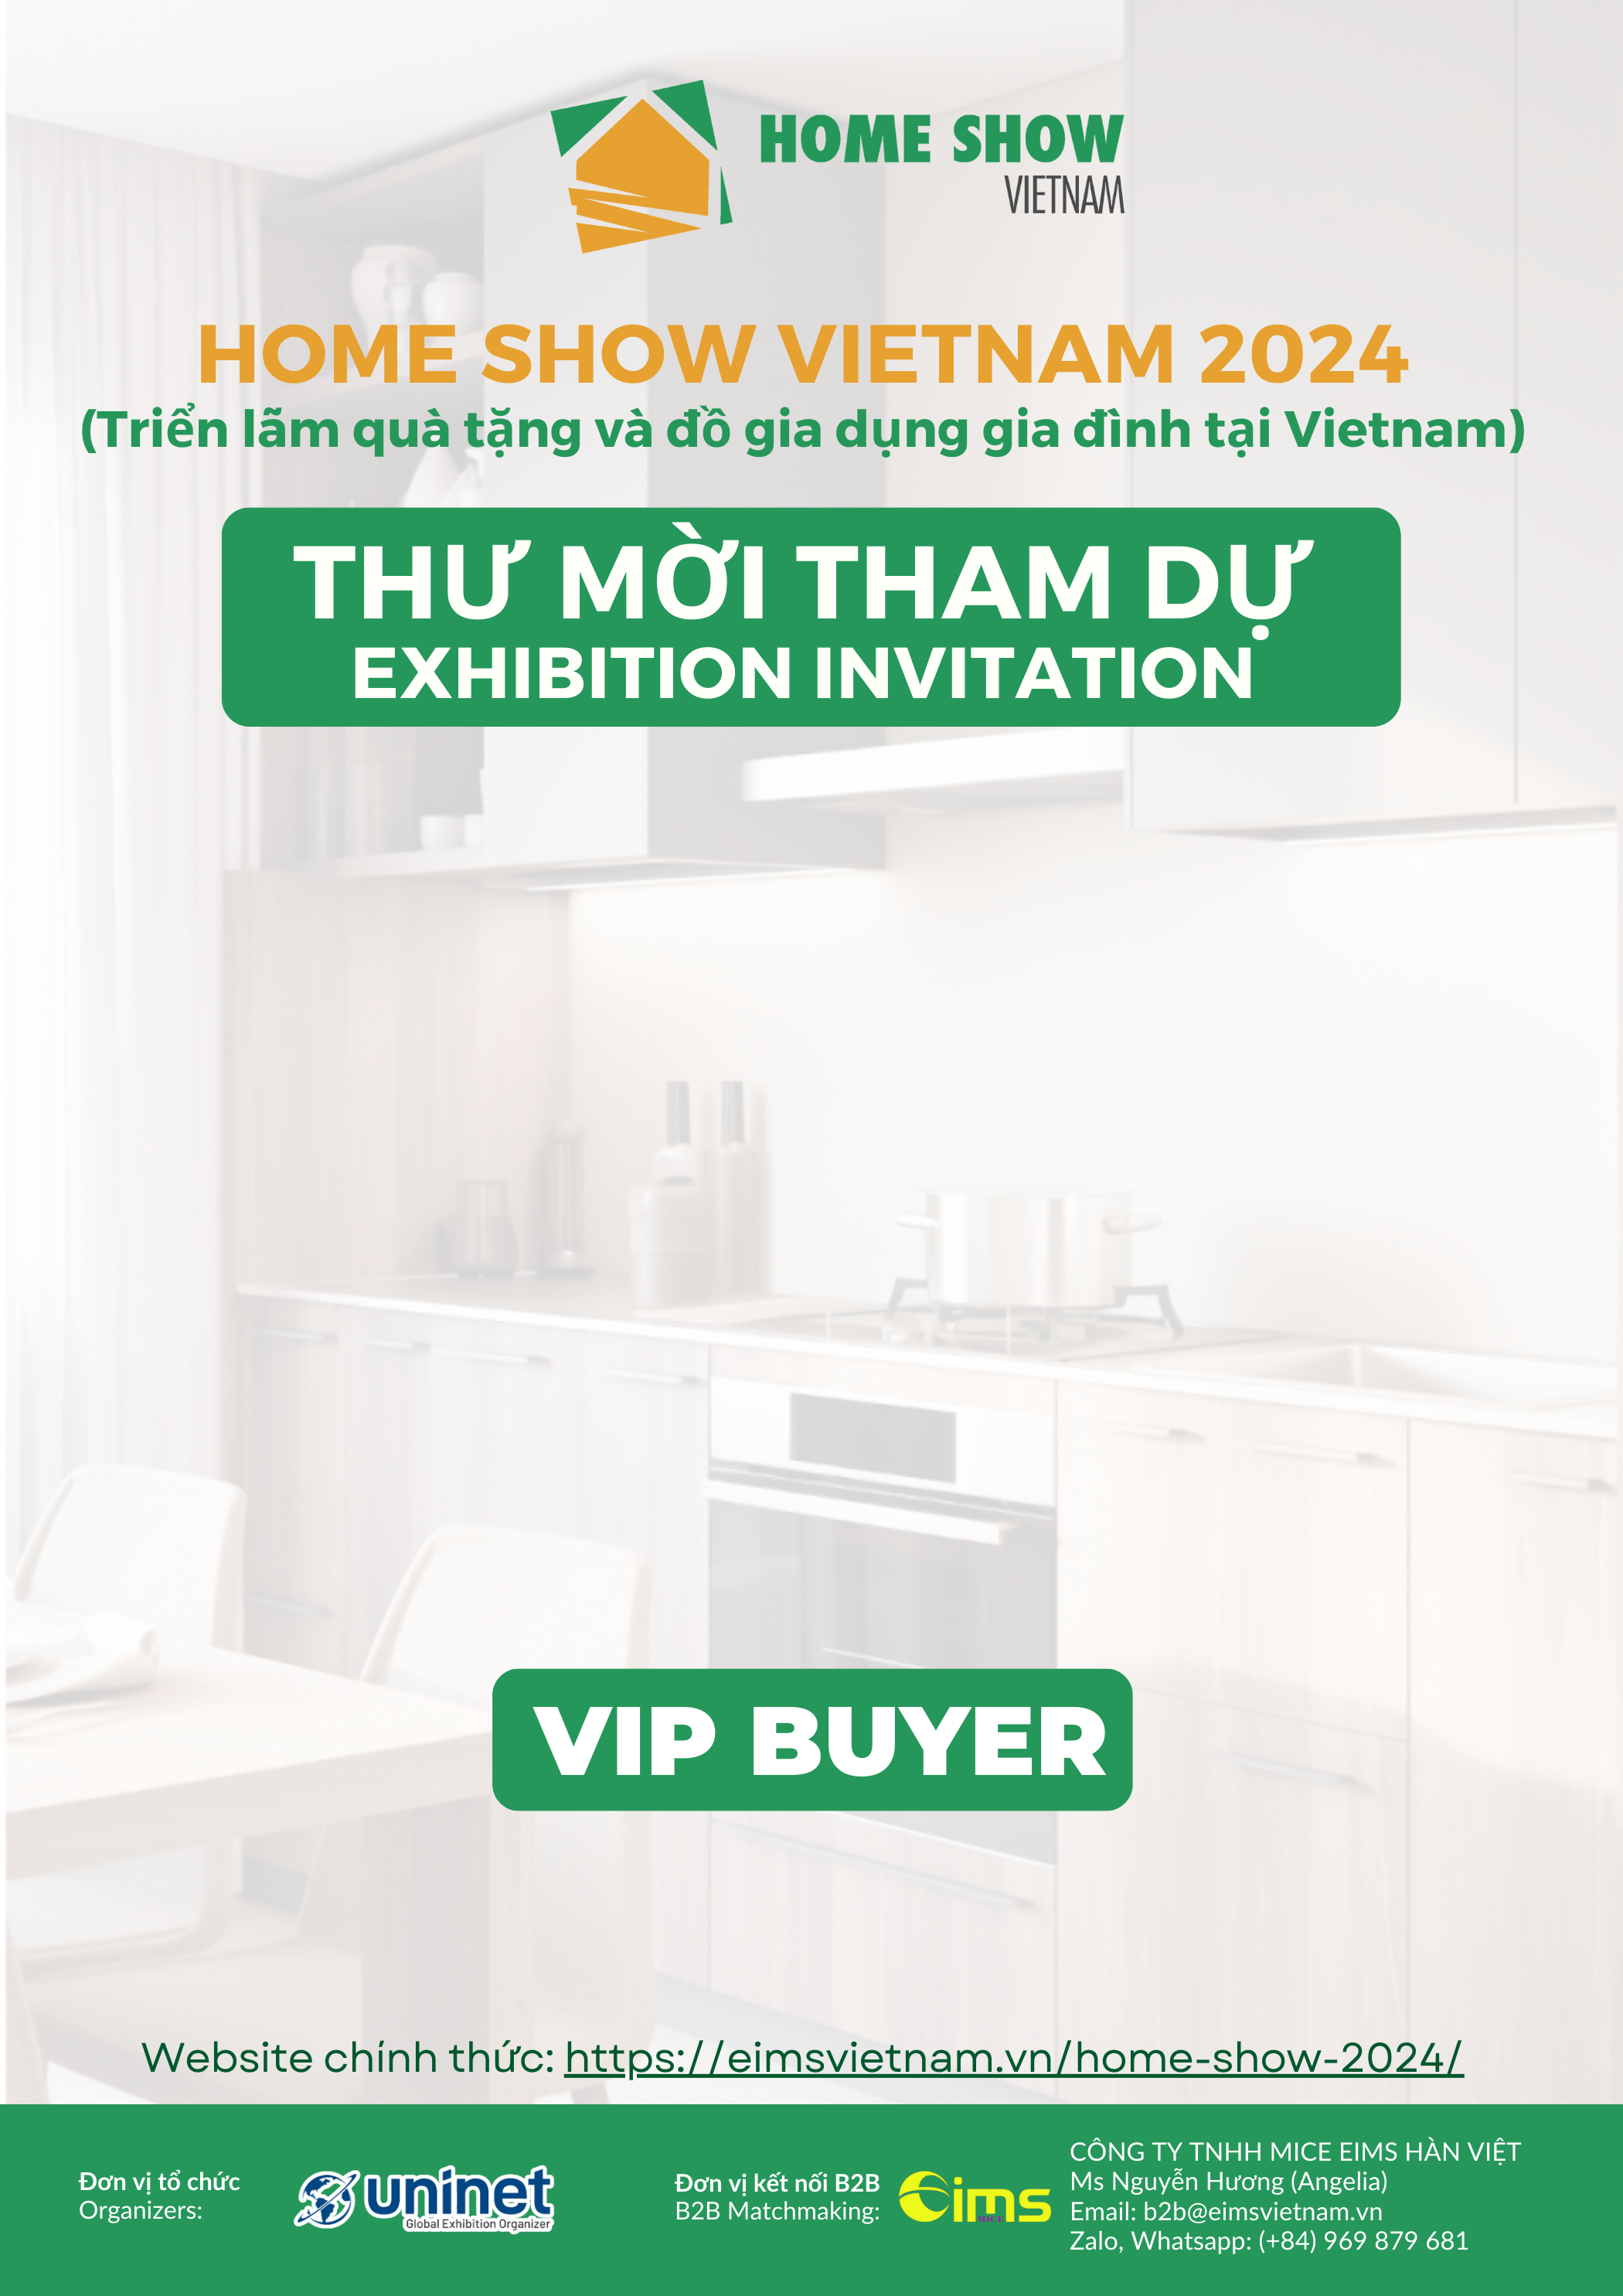 HOME SHOW
VIETNAM
HOME SHOW VIETNAM 2024
(Triển lãm quà tặng và đồ gia dụng gia đình tại Vietnam)
THƯ MỜI THAM DỰ
EXHIBITION INVITATION
VIP BUYER
Website chính thức: https://eimsvietnam.vn/home-show-2024/
Đơn vị tổ chức
Organizers:
uninet
Global Exhibition Organizer
Đơn vị kết nối B2B
B2B Matchmaking:
eims
MICE
CÔNG TY TNHH MICE EIMS HÀN VIỆT
Ms Nguyễn Hương (Angelia)
Email: b2b@eimsvietnam.vn
Zalo, Whatsapp: (+84) 969 879 681